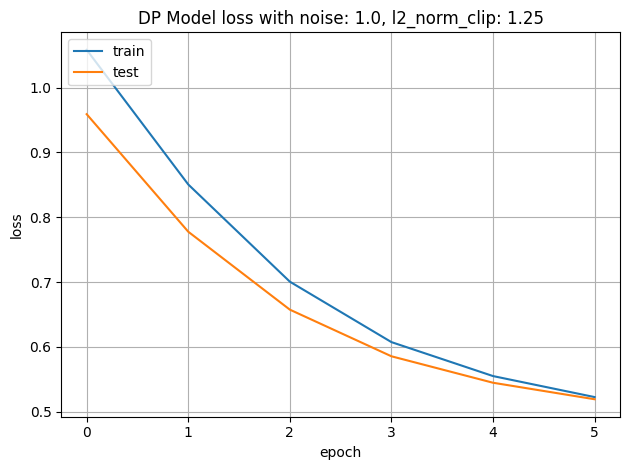 DP Model loss with noise: 1.0, l2_norm_clip: 1.25
train
test
1.0
0.9
0.8
0.7
0.6
0.5
loss
0 1 2 3 4 5
epoch